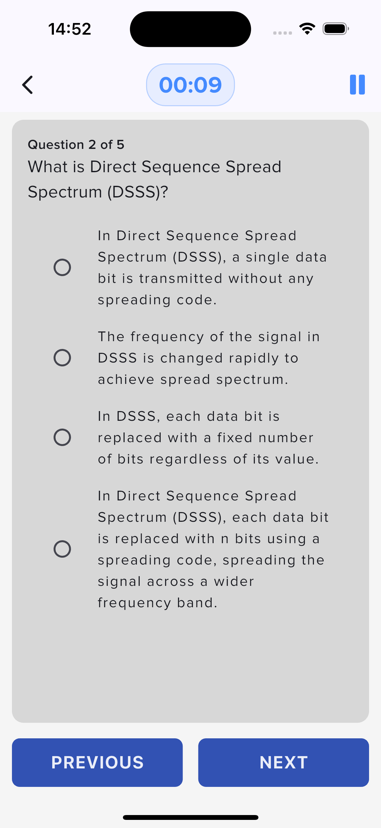 14:52
00:09
Question 2 of 5
What is Direct Sequence Spread
Spectrum (DSSS)?
In Direct Sequence Spread
Spectrum (DSSS), a single data
bit is transmitted without any
spreading code.
The frequency of the signal in
DSSS is changed rapidly to
achieve spread spectrum.
In DSSS, each data bit is
replaced with a fixed number
of bits regardless of its value.
In Direct Sequence Spread
Spectrum (DSSS), each data bit
is replaced with n bits using a
spreading code, spreading the
signal across a wider
frequency band.
PREVIOUS
NEXT